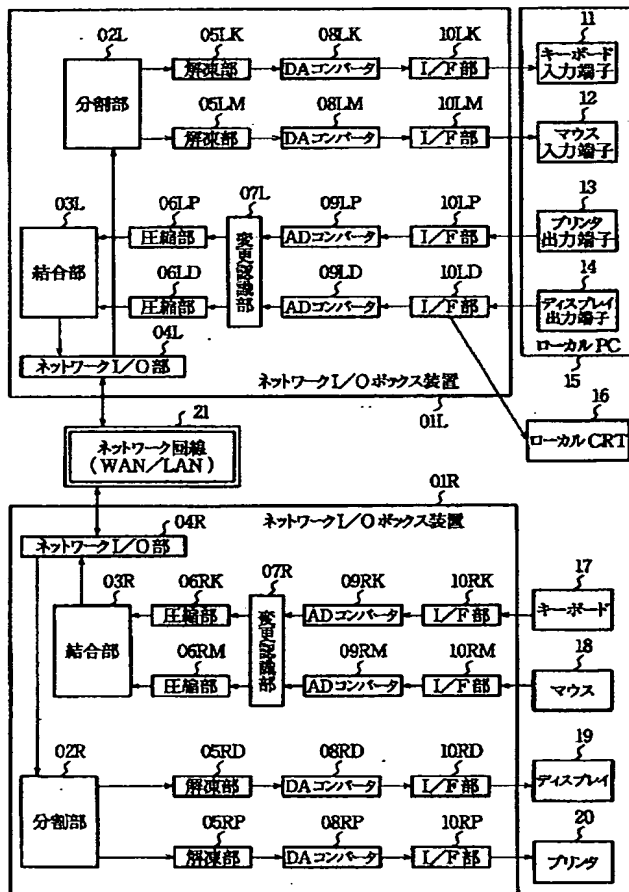 02L 05LK 08LK 10LK 11
分割部 解凍部 DAコンバータ I/F部 キーボード
入力端子
05LM 08LM 10LM 12
解凍部 DAコンバータ I/F部 マウス
入力端子
03L 06LP 07L 09LP 10LP 13
結合部 圧縮部 変更認識部 ADコンバータ I/F部 プリンタ
出力端子
06LD 09LD 10LD 14
圧縮部 ADコンバータ I/F部 ディスプレイ
出力端子
04L ローカルPC
ネットワークI/O部 ネットワークI/Oボックス装置 15
21 01L 16
ネットワーク回線
(WAN/LAN)
ローカルCRT
01R
04R ネットワークI/Oボックス装置
ネットワークI/O部
03R 06RK 07R 09RK 10RK 17
結合部 圧縮部 変更認識部 ADコンバータ I/F部 キーボード
06RM 09RM 10RM 18
圧縮部 ADコンバータ I/F部 マウス
02R 05RD 08RD 10RD 19
分割部 解凍部 DAコンバータ I/F部 ディスプレイ
05RP 08RP 10RP 20
解凍部 DAコンバータ I/F部 プリンタ